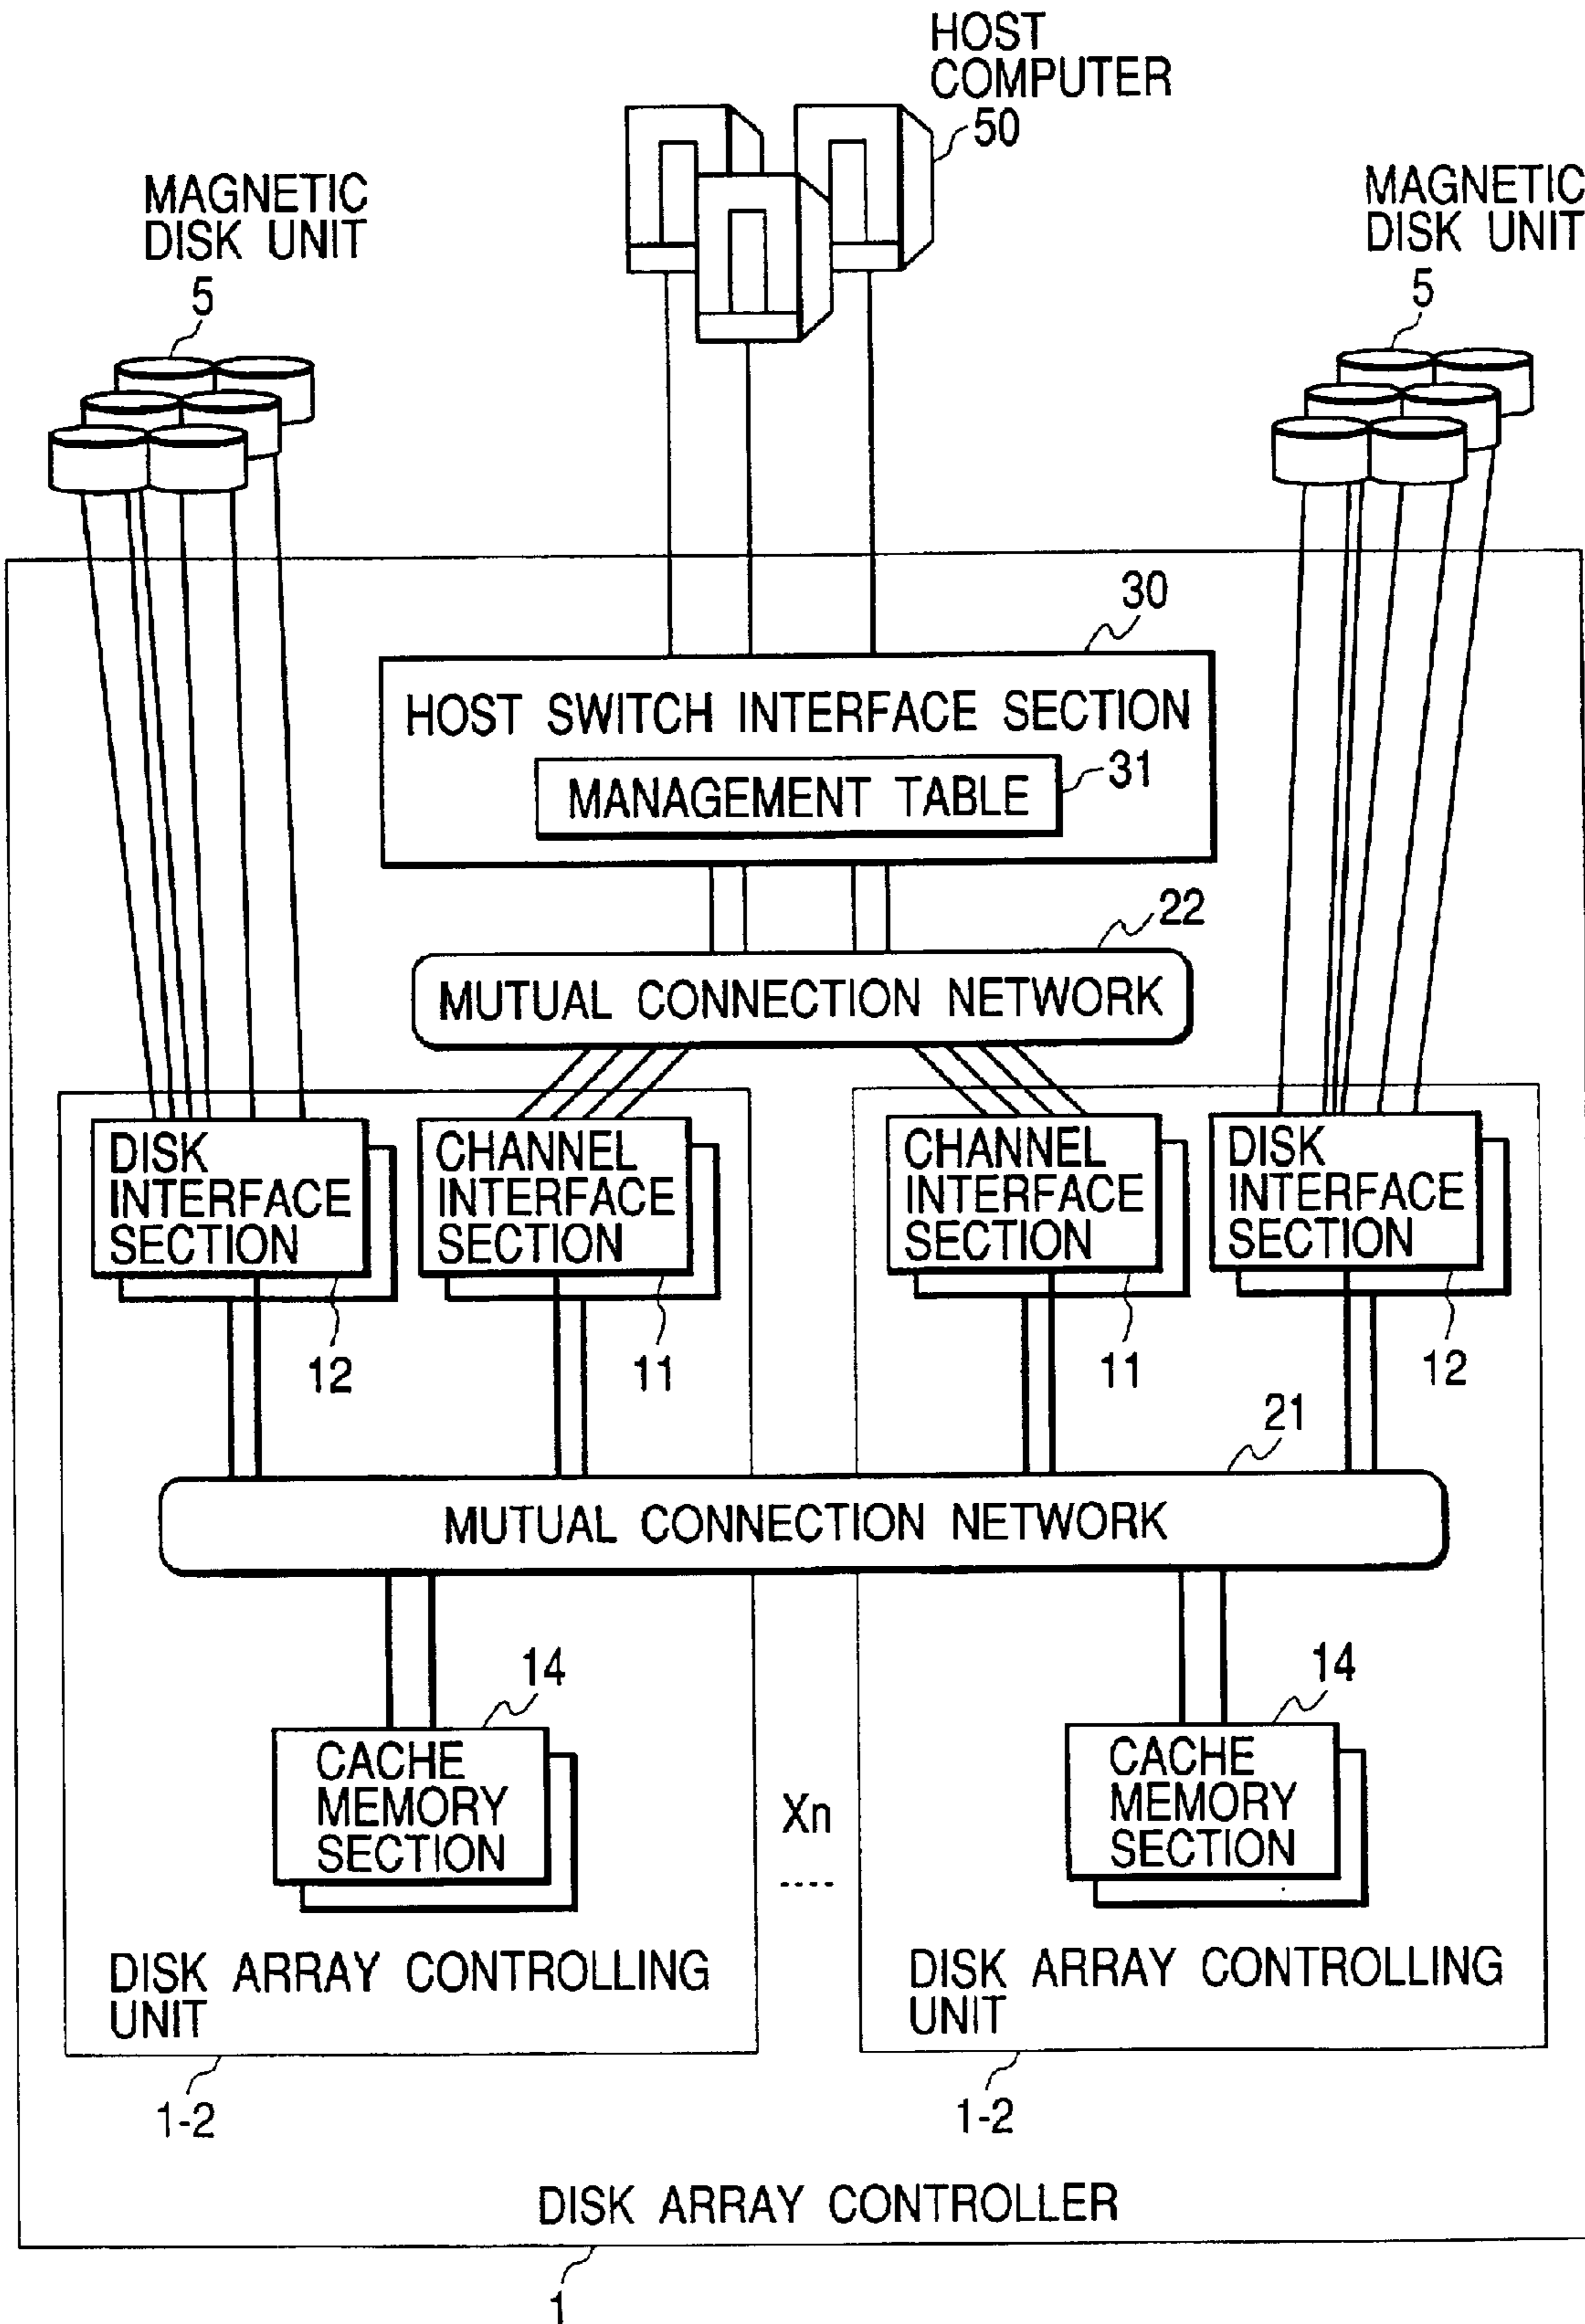 HOST
COMPUTER
50
MAGNETIC
DISK UNIT
5
MAGNETIC
DISK UNIT
5
30
HOST SWITCH INTERFACE SECTION
MANAGEMENT TABLE
31
22
MUTUAL CONNECTION NETWORK
DISK
INTERFACE
SECTION
12
CHANNEL
INTERFACE
SECTION
11
CHANNEL
INTERFACE
SECTION
11
DISK
INTERFACE
SECTION
12
21
MUTUAL CONNECTION NETWORK
14
CACHE
MEMORY
SECTION
Xn
14
CACHE
MEMORY
SECTION
DISK ARRAY CONTROLLING
UNIT
1-2
DISK ARRAY CONTROLLING
UNIT
1-2
DISK ARRAY CONTROLLER
1